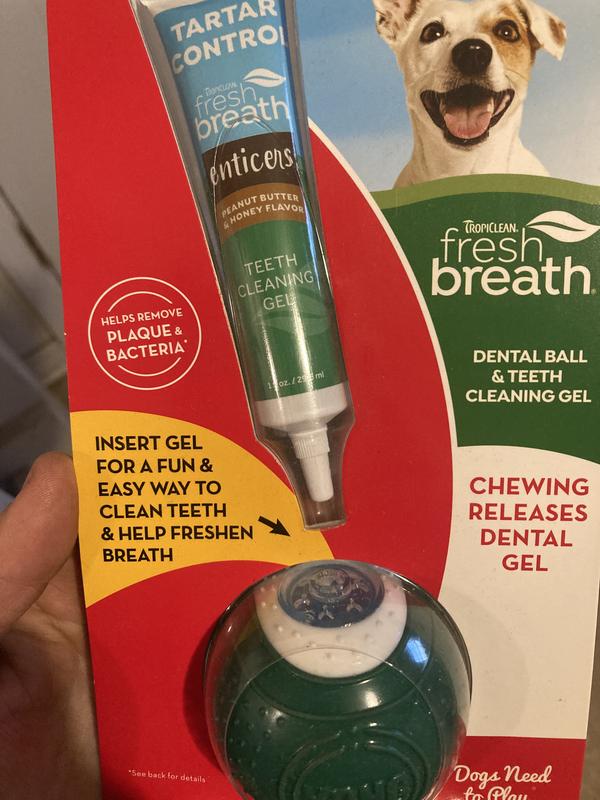 TARTAR
CONTROL
TROPICLEAN
fresh
breath
enticers
PEANUT BUTTER
& HONEY FLAVOR
TEETH
CLEANING
GEL
TROPICLEAN
fresh
breath
DENTAL BALL
& TEETH
CLEANING GEL
HELPS REMOVE
PLAQUE &
BACTERIA*
INSERT GEL
FOR A FUN &
EASY WAY TO
CLEAN TEETH
& HELP FRESHEN
BREATH
CHEWING
RELEASES
DENTAL
GEL
*See back for details
Dogs Need
to Play